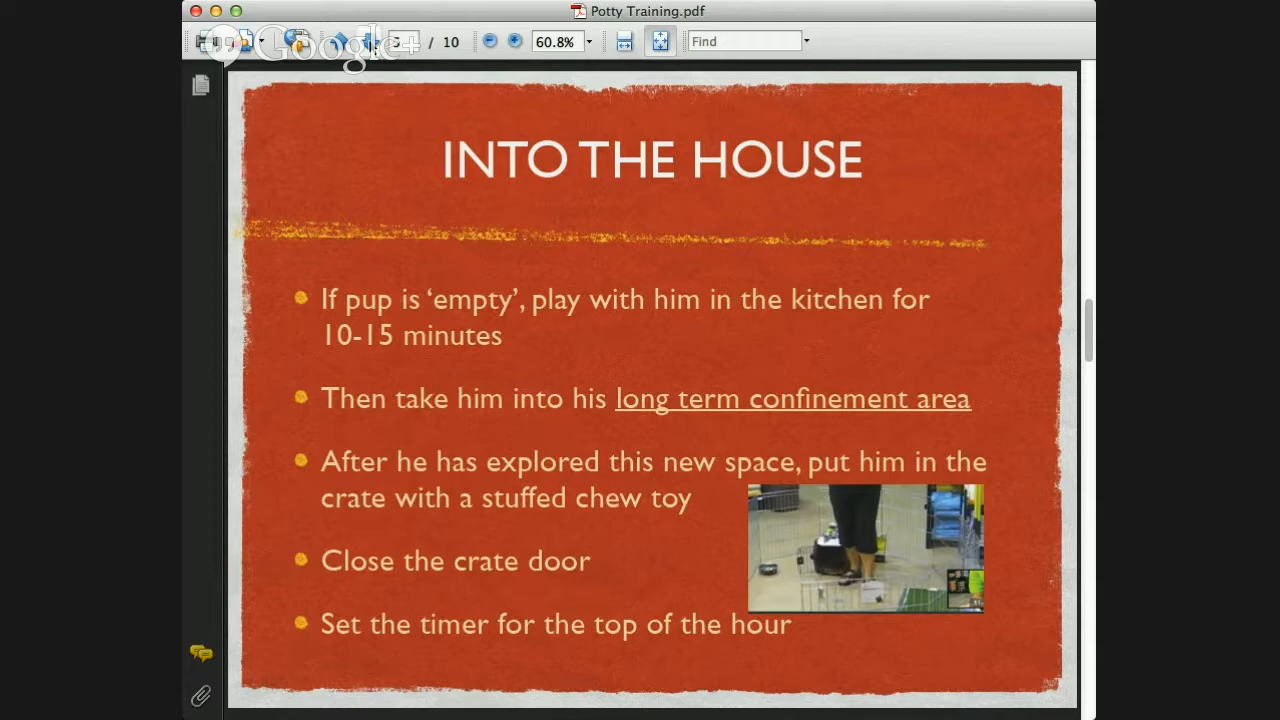 Potty Training.pdf
Google+
5 / 10
60.8%
Find
INTO THE HOUSE
If pup is ‘empty’, play with him in the kitchen for
10-15 minutes
Then take him into his long term confinement area
After he has explored this new space, put him in the
crate with a stuffed chew toy
Close the crate door
Set the timer for the top of the hour